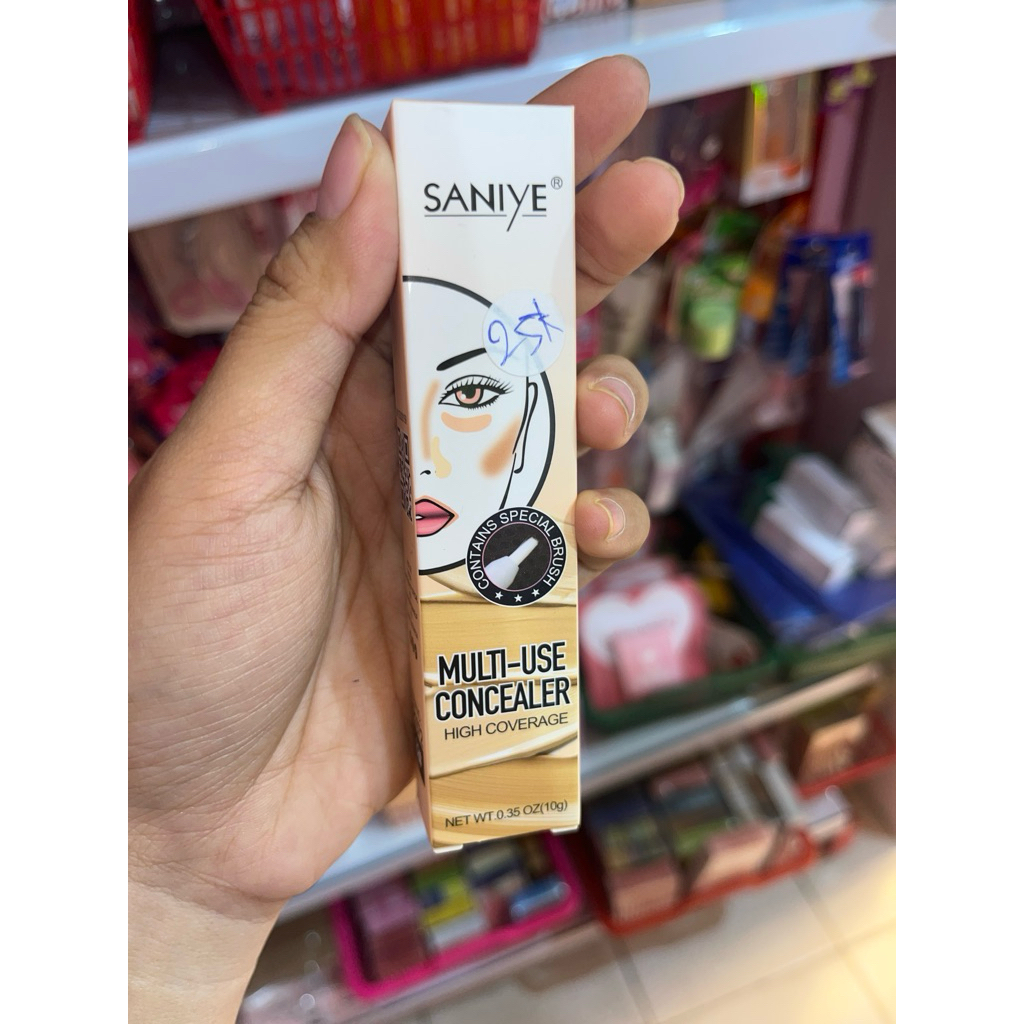 SANIYE®
25k
CONTAINS SPECIAL BRUSH
MULTI-USE
CONCEALER
HIGH COVERAGE
NET WT.0.35 OZ(10g)